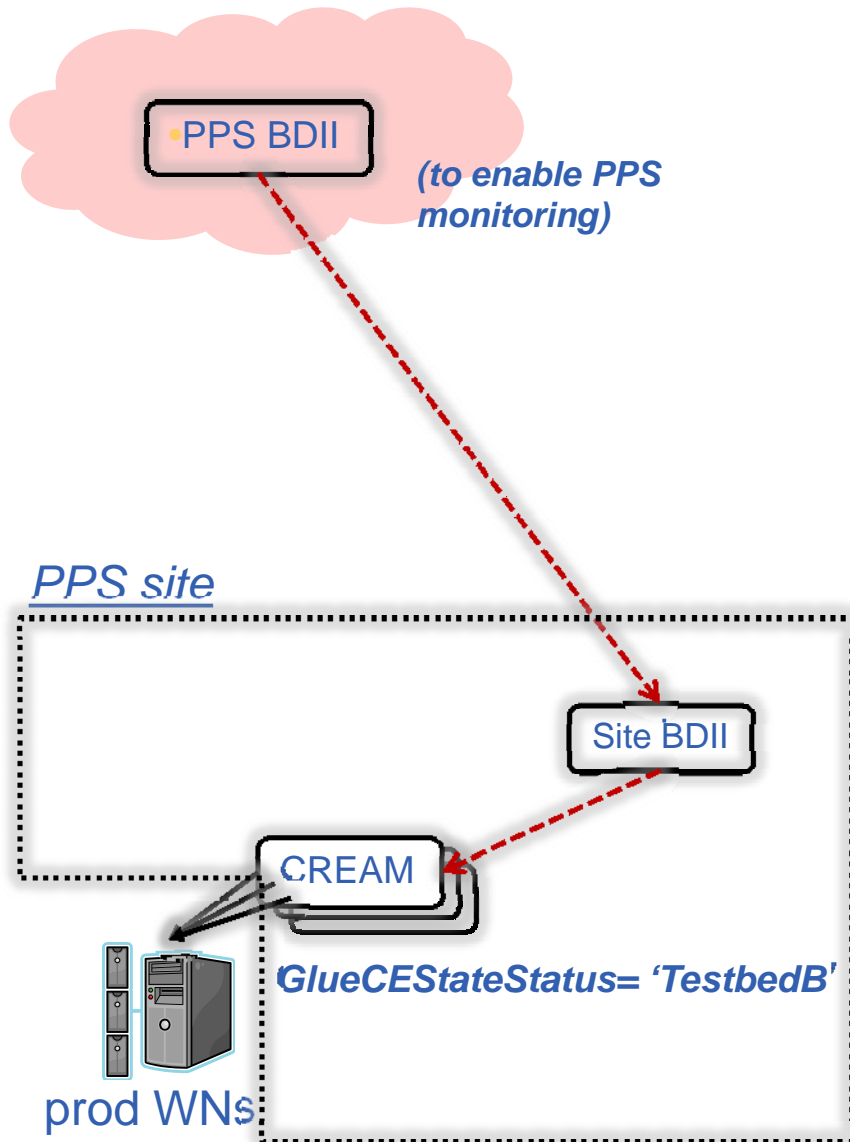 •PPS BDII
(to enable PPS
monitoring)
PPS site
Site BDII
CREAM
'GlueCEStateStatus= ‘TestbedB’
prod WNs